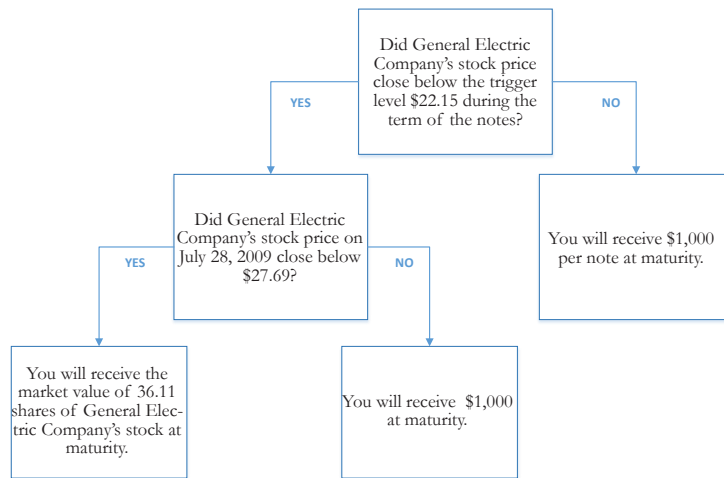 Did General Electric
Company's stock price
close below the trigger
level $22.15 during the
term of the notes?
YES
NO
Did General Electric
Company's stock price on
July 28, 2009 close below
$27.69?
You will receive $1,000
per note at maturity.
YES
NO
You will receive the
market value of 36.11
shares of General Elec-
tric Company's stock at
maturity.
You will receive $1,000
at maturity.